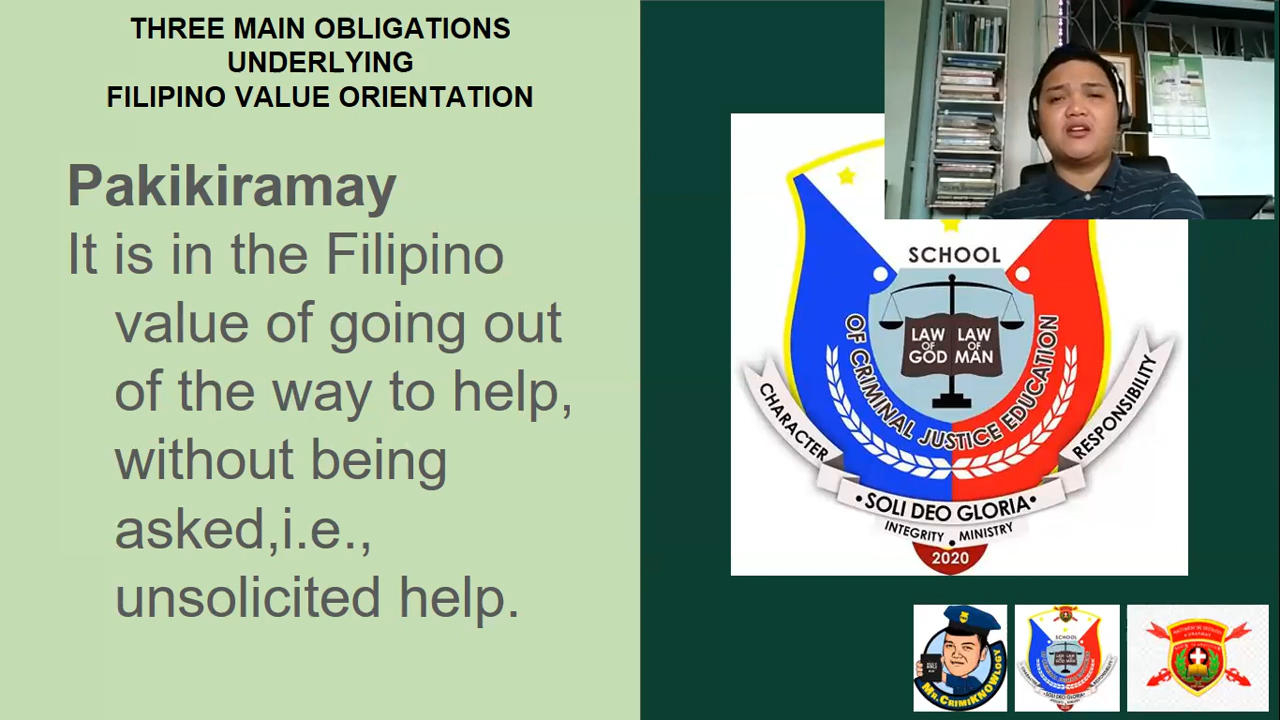 THREE MAIN OBLIGATIONS
UNDERLYING
FILIPINO VALUE ORIENTATION
Pakikiramay
It is in the Filipino
value of going out
of the way to help,
without being
asked,i.e.,
unsolicited help.
SCHOOL
OF CRIMINAL JUSTICE EDUCATION
LAW OF GOD
LAW OF MAN
CHARACTER
RESPONSIBILITY
•SOLI DEO GLORIA•
INTEGRITY • MINISTRY
2020
MR.CRIMIKNOWLOGY
SCHOOL